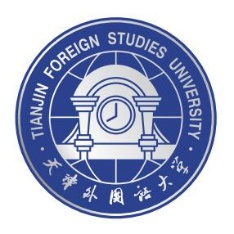 TIANJIN FOREIGN STUDIES UNIVERSITY
天津外国语大学